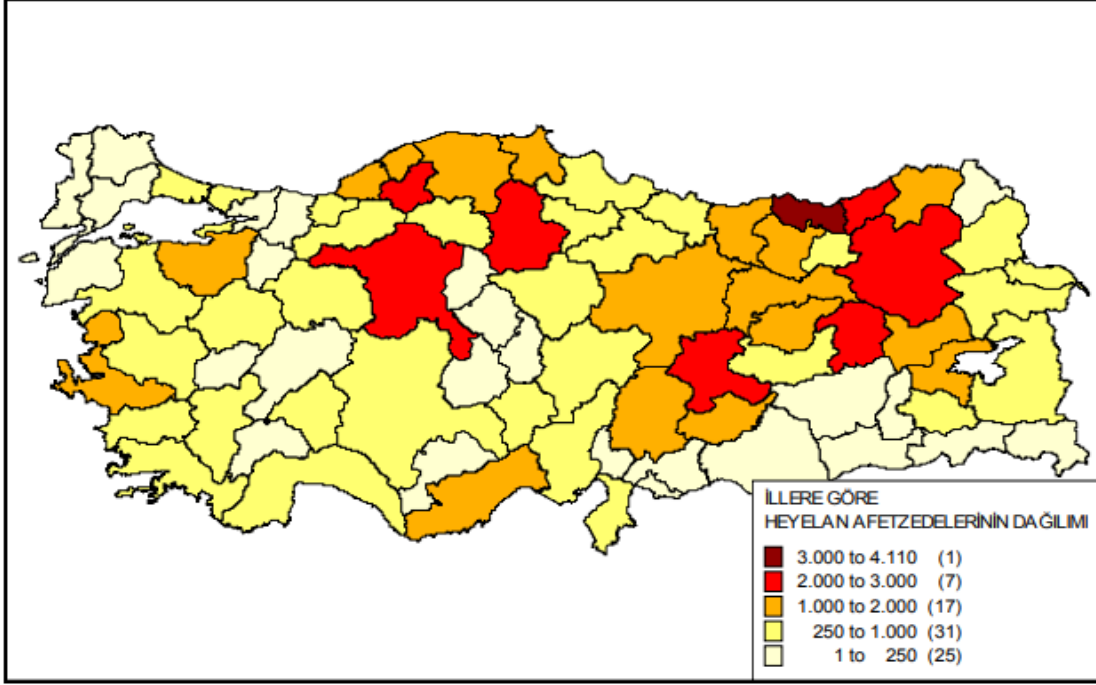 İLLERE GÖRE
HEYELAN AFETZEDELERİNİN DAĞILIMI
3.000 to 4.110 (1)
2.000 to 3.000 (7)
1.000 to 2.000 (17)
250 to 1.000 (31)
1 to 250 (25)